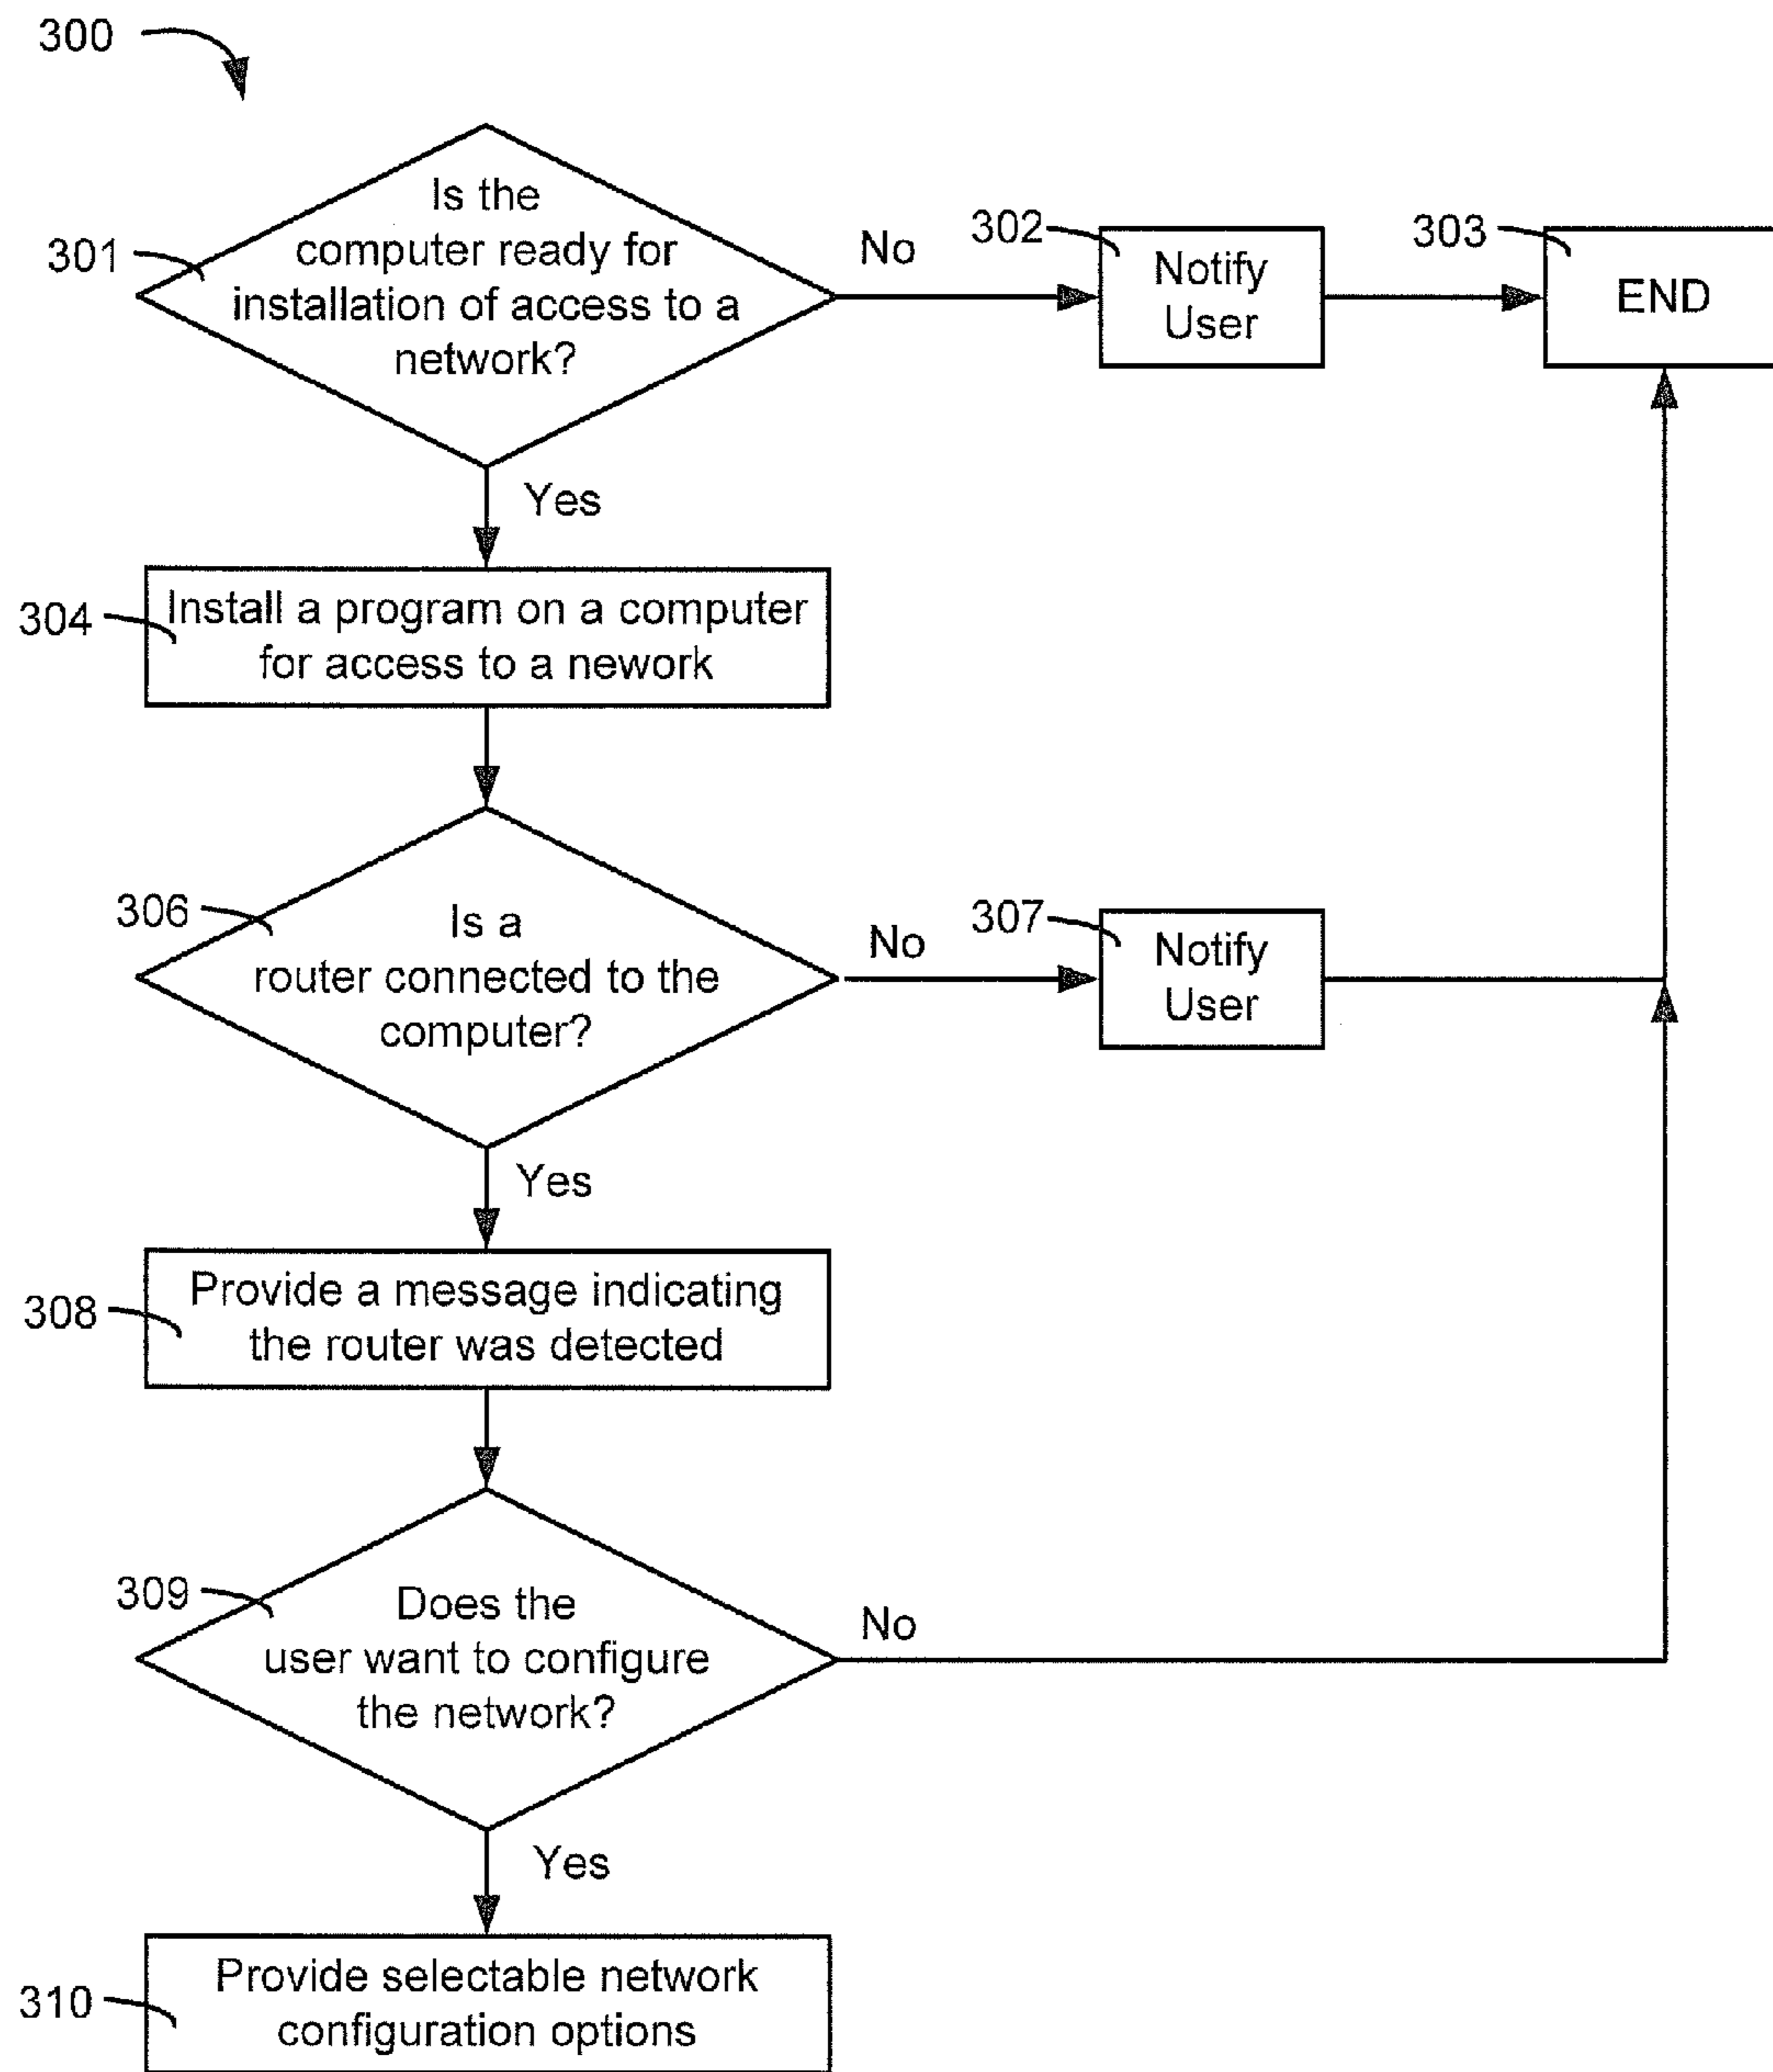 300
Is the
computer ready for
installation of access to a
network?
301
No
302
Notify
User
303
END
Yes
304
Install a program on a computer
for access to a nework
306
Is a
router connected to the
computer?
No
307
Notify
User
Yes
308
Provide a message indicating
the router was detected
309
Does the
user want to configure
the network?
No
Yes
310
Provide selectable network
configuration options